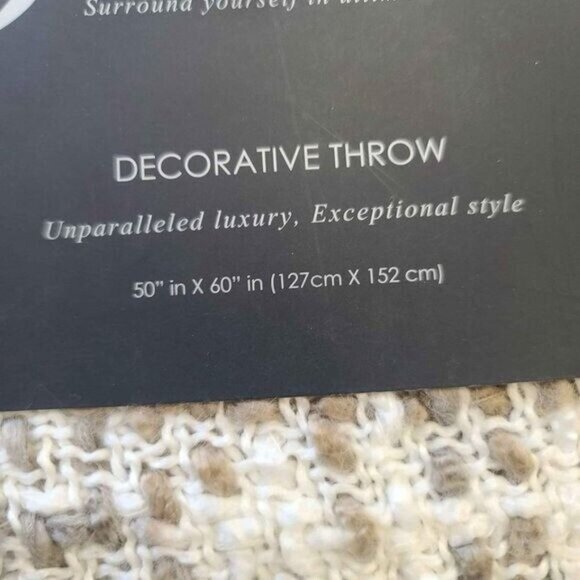 Surround yourself in
DECORATIVE THROW
Unparalleled luxury, Exceptional style
50” in X 60” in (127cm X 152 cm)